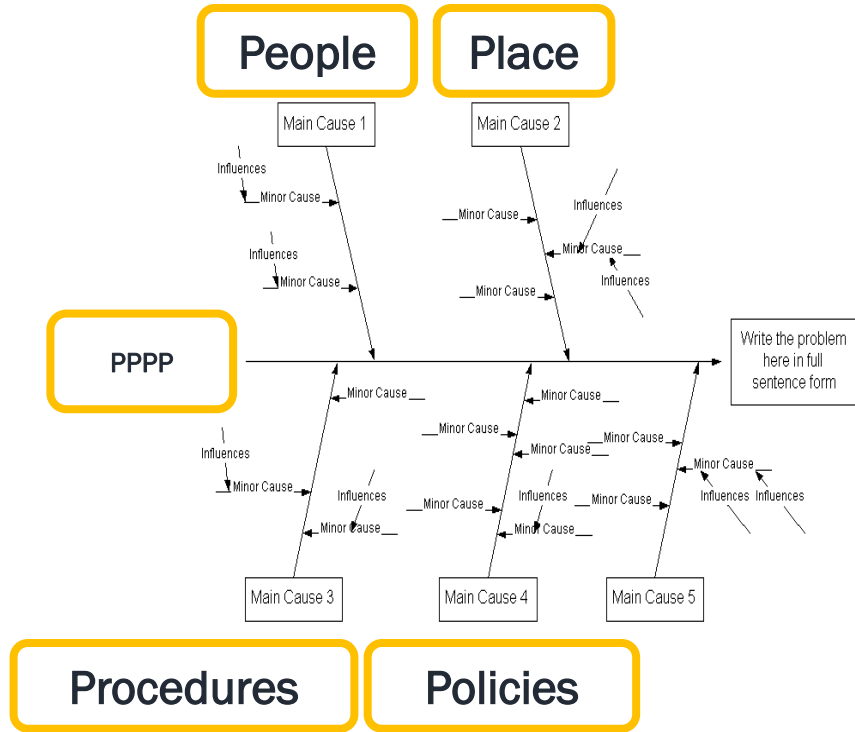 People
Place
Main Cause 1
Main Cause 2
Influences
Minor Cause
Influences
Minor Cause
Minor Cause
Influences
Minor Cause
Influences
Minor Cause
PPPP
Write the problem
here in full
sentence form
Minor Cause
Influences
Minor Cause
Influences
Minor Cause
Minor Cause
Minor Cause
Minor Cause
Minor Cause
Influences
Minor Cause
Minor Cause
Minor Cause
Influences
Influences
Minor Cause
Main Cause 3
Main Cause 4
Main Cause 5
Procedures
Policies